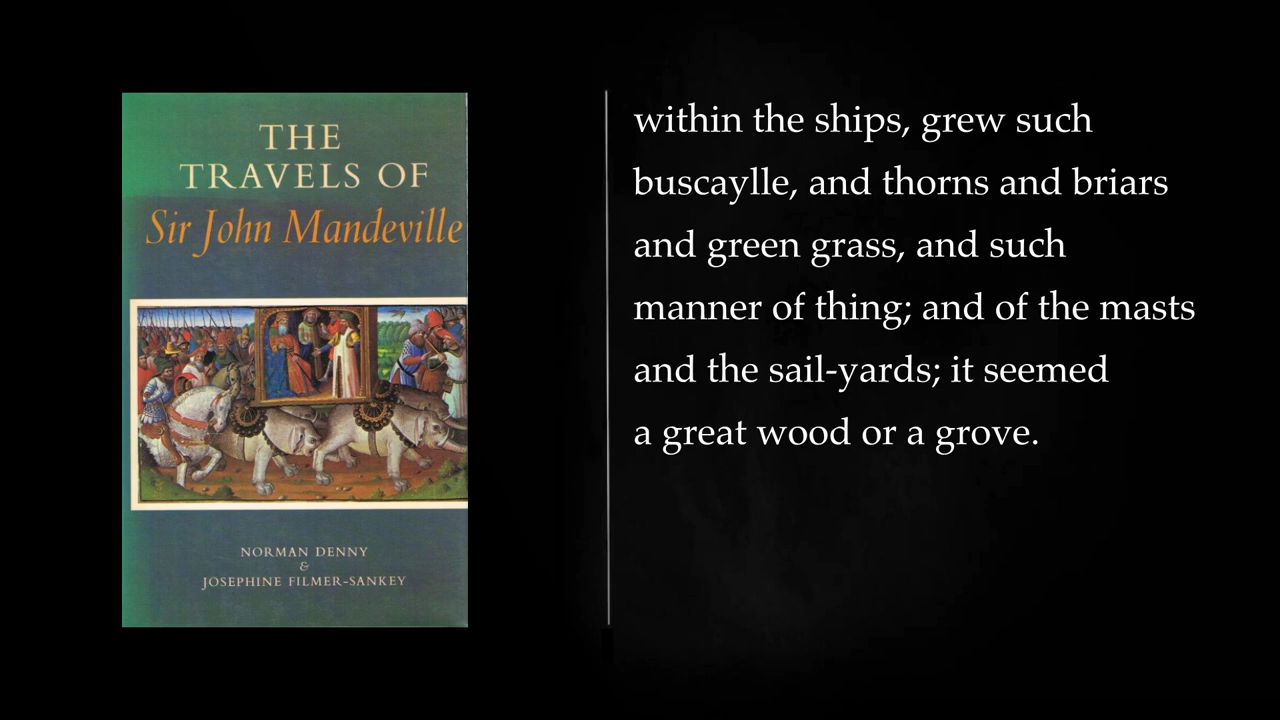 THE
TRAVELS OF
Sir John Mandeville
NORMAN DENNY
&
JOSEPHINE FILMER-SANKEY
within the ships, grew such
buscaylle, and thorns and briars
and green grass, and such
manner of thing; and of the masts
and the sail-yards; it seemed
a great wood or a grove.